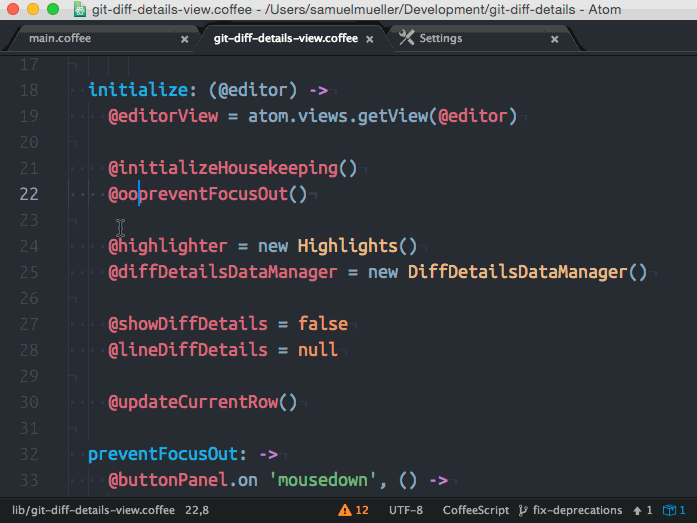 git-diff-details-view.coffee - /Users/samuelmueller/Development/git-diff-details - Atom
main.coffee × git-diff-details-view.coffee × Settings ×
17
18 initialize: (@editor) ->
19 @editorView = atom.views.getView(@editor)
20
21 @initializeHousekeeping()
22 @oopreventFocusOut()
23
24 @highlighter = new Highlights()
25 @diffDetailsDataManager = new DiffDetailsDataManager()
26
27 @showDiffDetails = false
28 @lineDiffDetails = null
29
30 @updateCurrentRow()
31
32 preventFocusOut: ->
33 @buttonPanel.on 'mousedown', () ->
lib/git-diff-details-view.coffee 22,8 12 UTF-8 CoffeeScript fix-deprecations 1 1